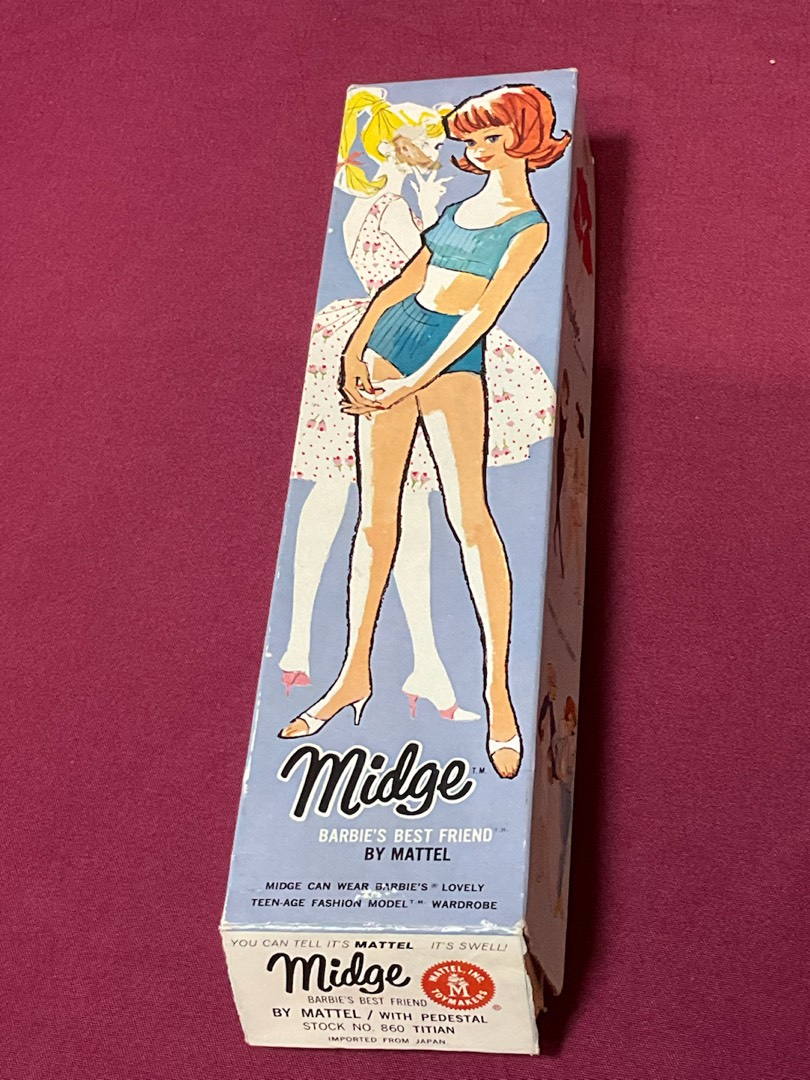 Midge T.M.
BARBIE'S BEST FRIEND T.M.
BY MATTEL
MIDGE CAN WEAR BARBIE'S ® LOVELY
TEEN-AGE FASHION MODEL T.M. WARDROBE
YOU CAN TELL IT'S MATTEL IT'S SWELL!
Midge
MATTEL, INC.
M
TOYMAKERS
®
BARBIE'S BEST FRIEND
BY MATTEL / WITH PEDESTAL
STOCK NO. 860 TITIAN
IMPORTED FROM JAPAN